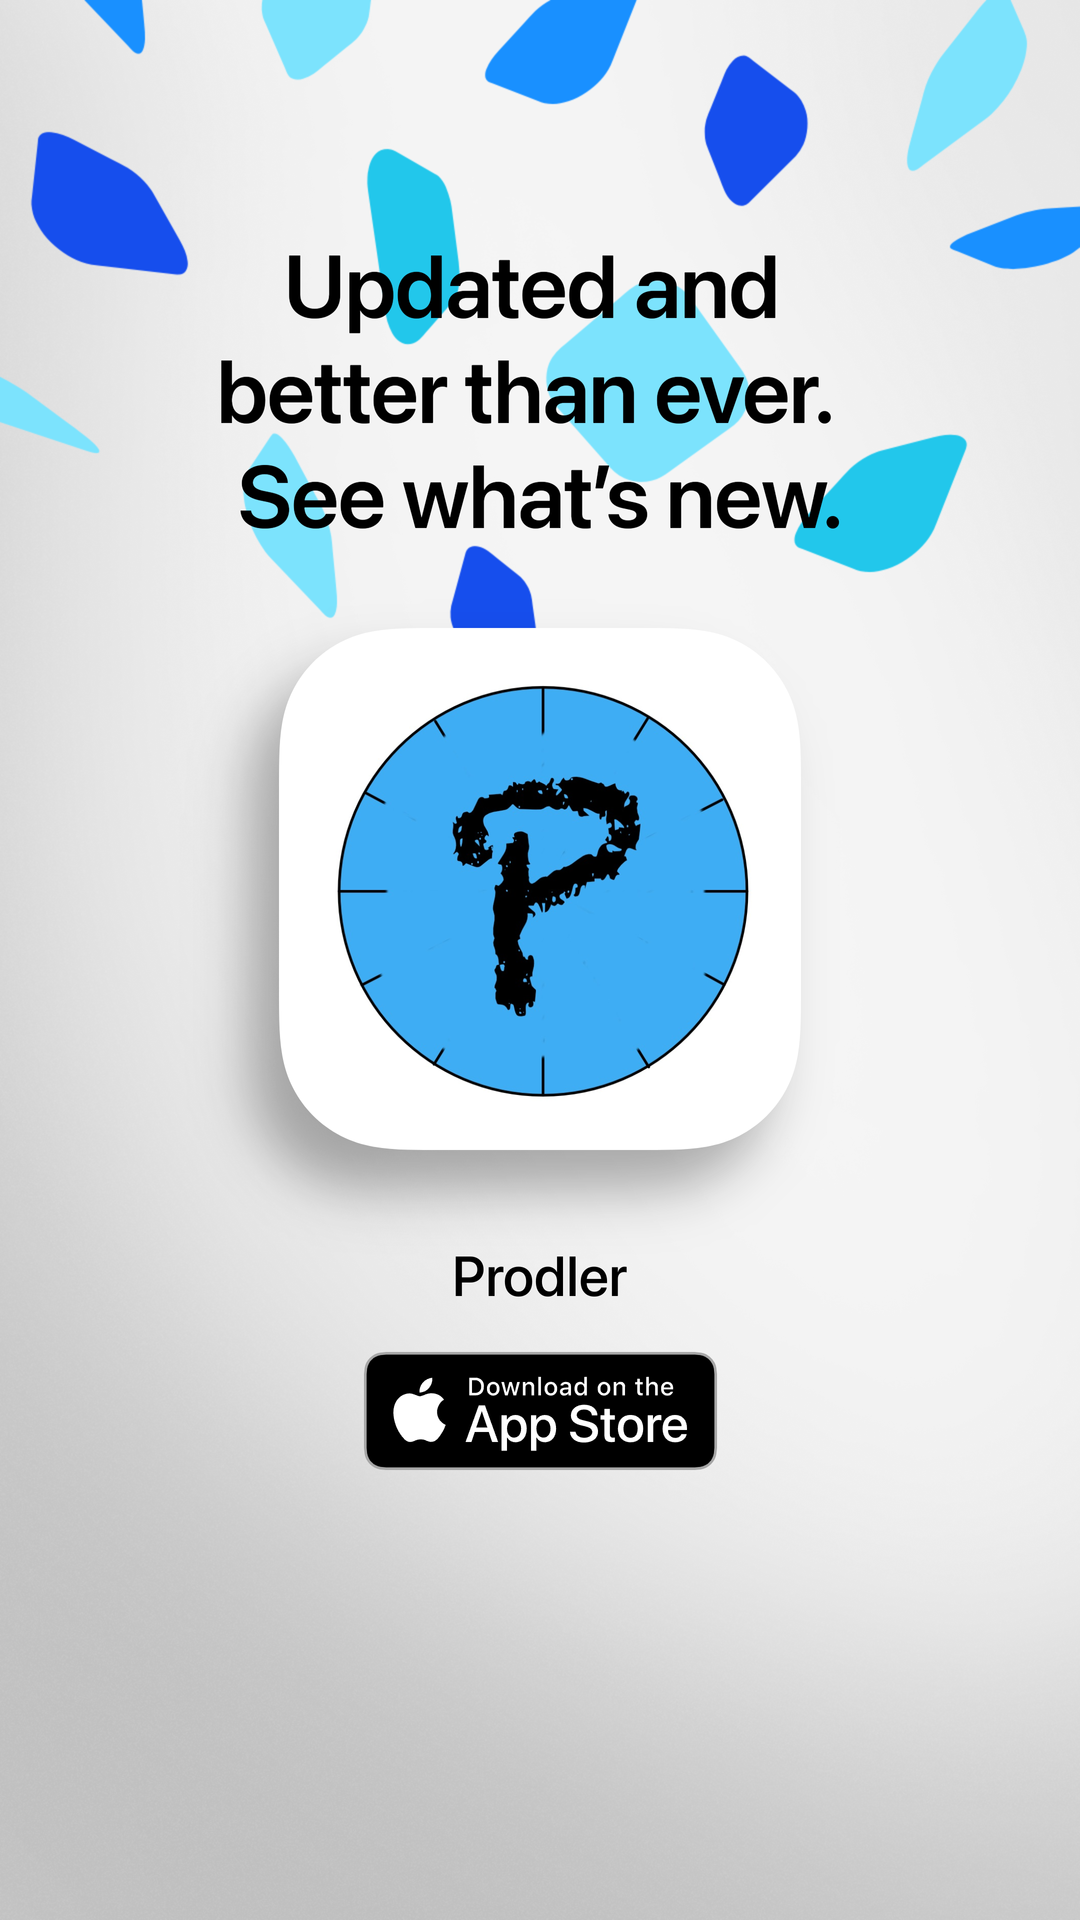 Updated and
better than ever.
See what’s new.
P
Prodler
Download on the
App Store